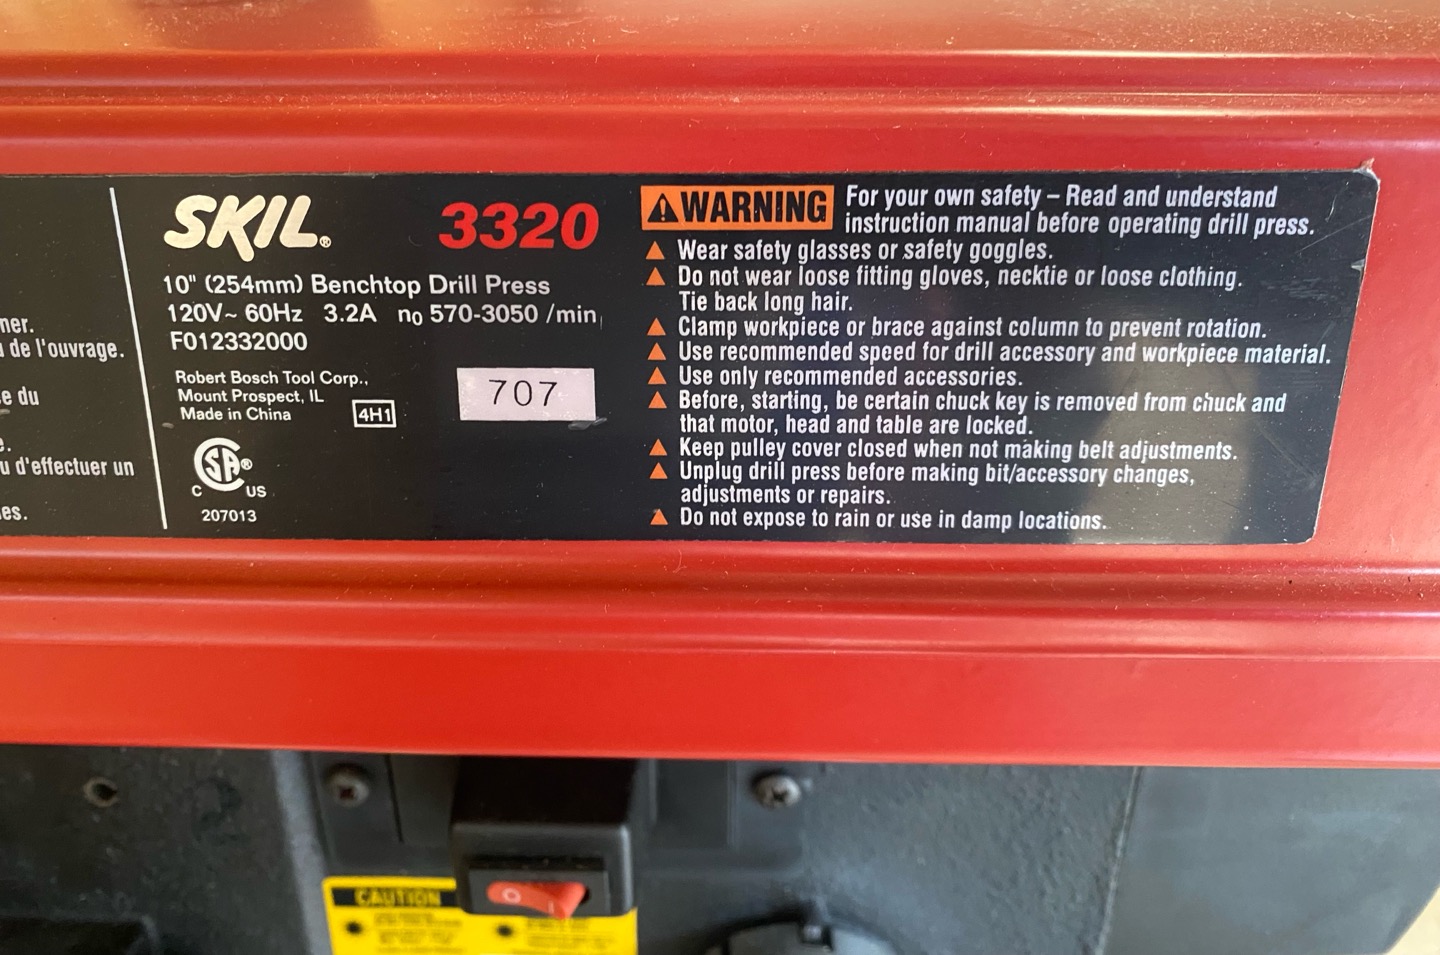 ner.
de l'ouvrage.
e du
e.
u d'effectuer un
es.
SKIL®
3320
10" (254mm) Benchtop Drill Press
120V~ 60Hz 3.2A n₀ 570-3050 /min
F012332000
Robert Bosch Tool Corp.,
Mount Prospect, IL
Made in China
4H1
707
SA®
C US
207013
WARNING
For your own safety – Read and understand
instruction manual before operating drill press.
Wear safety glasses or safety goggles.
Do not wear loose fitting gloves, necktie or loose clothing.
Tie back long hair.
Clamp workpiece or brace against column to prevent rotation.
Use recommended speed for drill accessory and workpiece material.
Use only recommended accessories.
Before, starting, be certain chuck key is removed from chuck and
that motor, head and table are locked.
Keep pulley cover closed when not making belt adjustments.
Unplug drill press before making bit/accessory changes,
adjustments or repairs.
Do not expose to rain or use in damp locations.
CAUTION